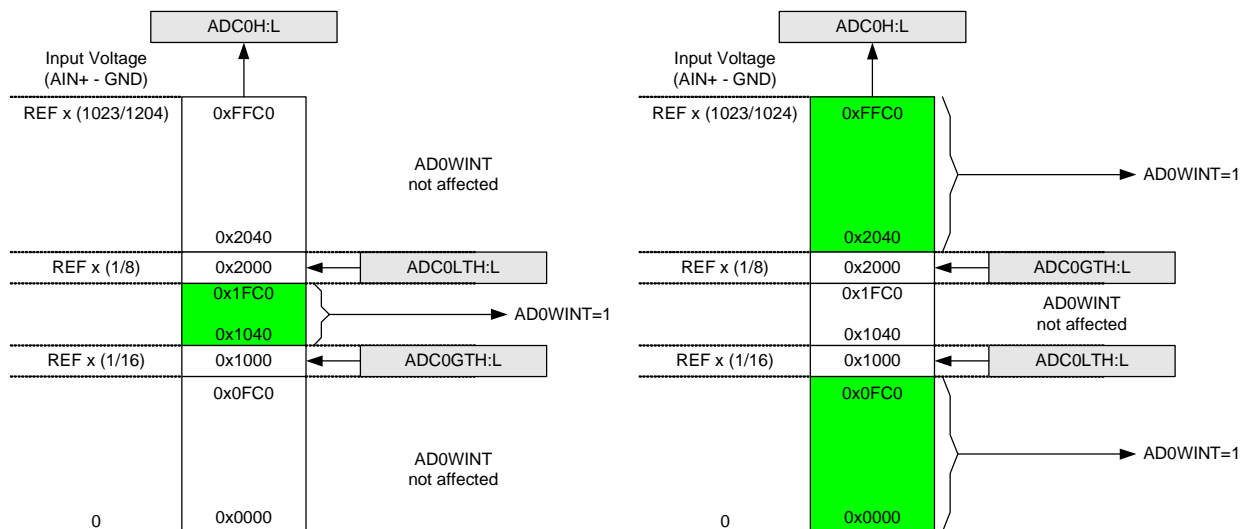 ADC0H:L
Input Voltage
(AIN+ - GND)
REF x (1023/1204)
0xFFC0
AD0WINT
not affected
0x2040
REF x (1/8)
0x2000
ADC0LTH:L
0x1FC0
AD0WINT=1
0x1040
REF x (1/16)
0x1000
ADC0GTH:L
0x0FC0
AD0WINT
not affected
0
0x0000
ADC0H:L
Input Voltage
(AIN+ - GND)
REF x (1023/1024)
0xFFC0
AD0WINT=1
0x2040
REF x (1/8)
0x2000
ADC0GTH:L
0x1FC0
AD0WINT
not affected
0x1040
REF x (1/16)
0x1000
ADC0LTH:L
0x0FC0
AD0WINT=1
0
0x0000